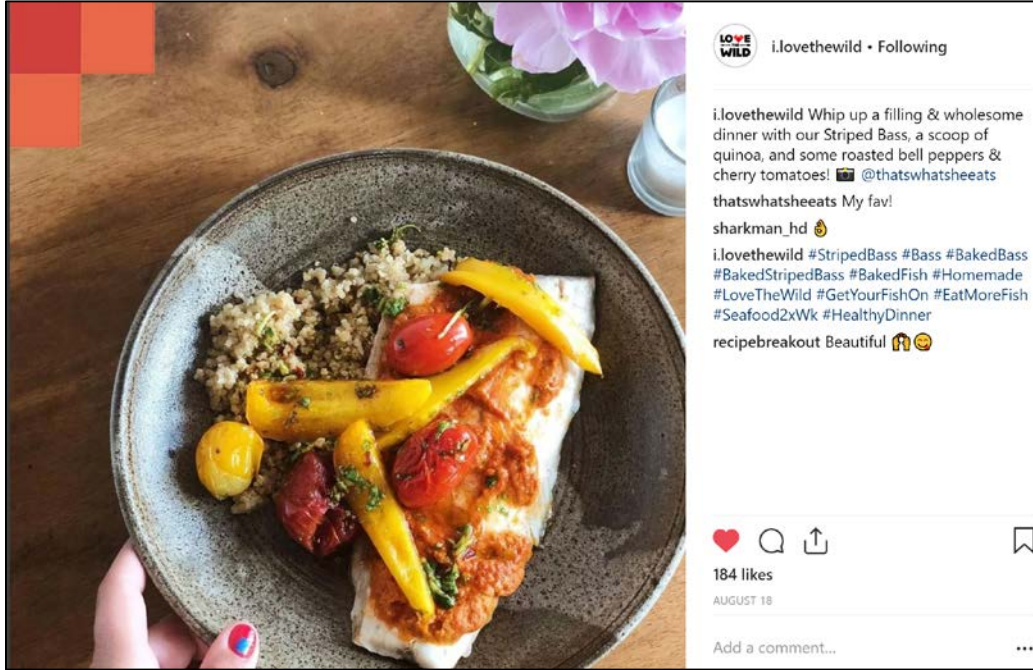 LOVE
THE
WILD
i.lovethewild • Following
i.lovethewild Whip up a filling & wholesome
dinner with our Striped Bass, a scoop of
quinoa, and some roasted bell peppers &
cherry tomatoes! 📷 @thatswhatsheeats
thatswhatsheeats My fav!
sharkman_hd 👌
i.lovethewild #StripedBass #Bass #BakedBass
#BakedStripedBass #BakedFish #Homemade
#LoveTheWild #GetYourFishOn #EatMoreFish
#Seafood2xWk #HealthyDinner
recipebreakout Beautiful 🙌😋
184 likes
AUGUST 18
Add a comment...